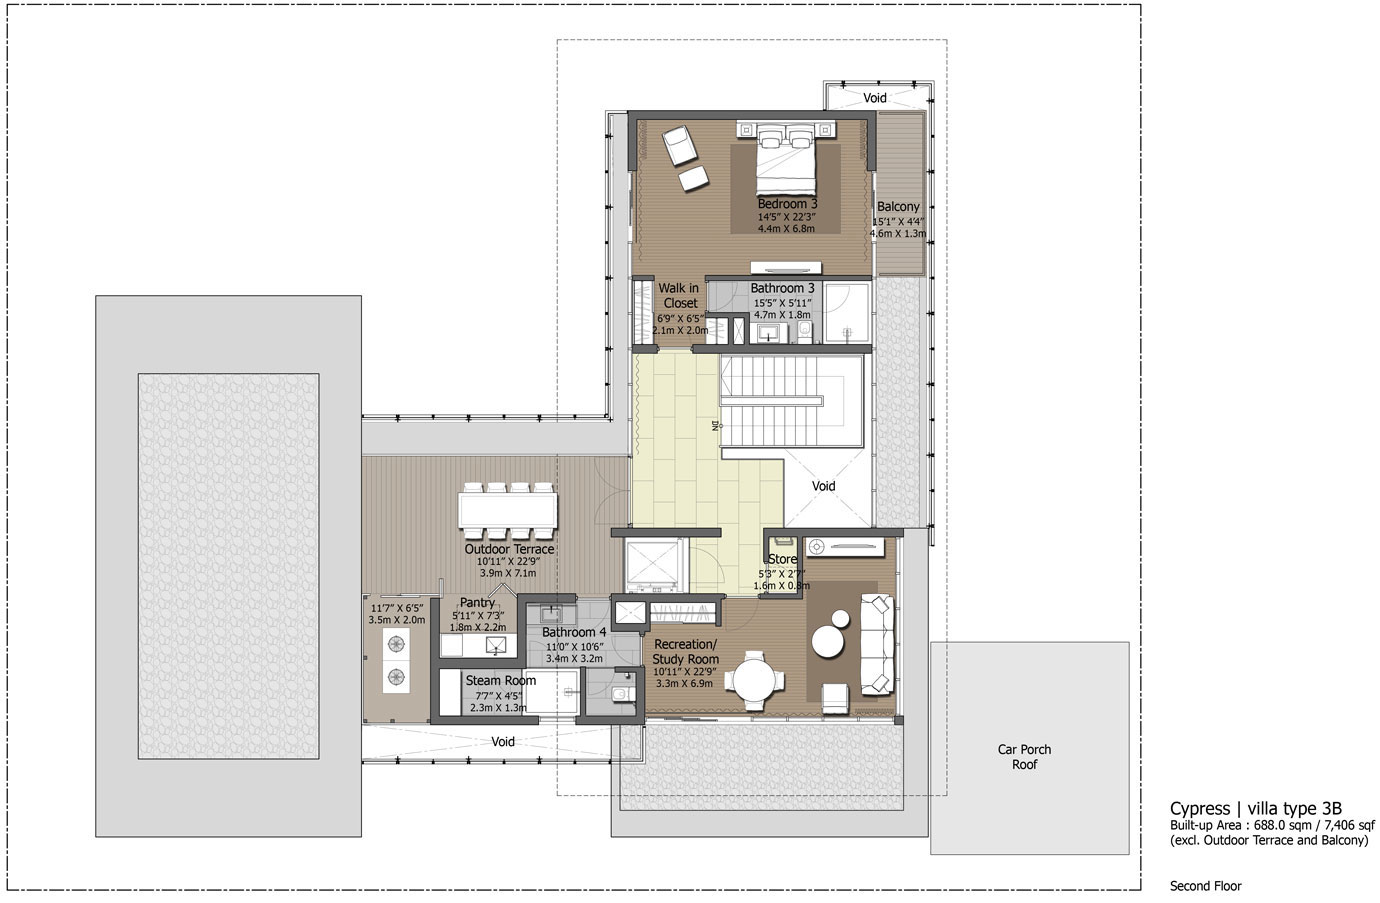 Void
Bedroom 3
14'5" X 22'3"
4.4m X 6.8m
Balcony
15'1" X 4'4"
4.6m X 1.3m
Walk in
Closet
6'9" X 6'5"
2.1m X 2.0m
Bathroom 3
15'5" X 5'11"
4.7m X 1.8m
DN
Void
Outdoor Terrace
10'11" X 22'9"
3.9m X 7.1m
Store
5'3" X 2'7"
1.6m X 0.8m
11'7" X 6'5"
3.5m X 2.0m
Pantry
5'11" X 7'3"
1.8m X 2.2m
Bathroom 4
11'0" X 10'6"
3.4m X 3.2m
Recreation/
Study Room
10'11" X 22'9"
3.3m X 6.9m
Steam Room
7'7" X 4'5"
2.3m X 1.3m
Void
Car Porch
Roof
Cypress | villa type 3B
Built-up Area : 688.0 sqm / 7,406 sqf
(excl. Outdoor Terrace and Balcony)
Second Floor